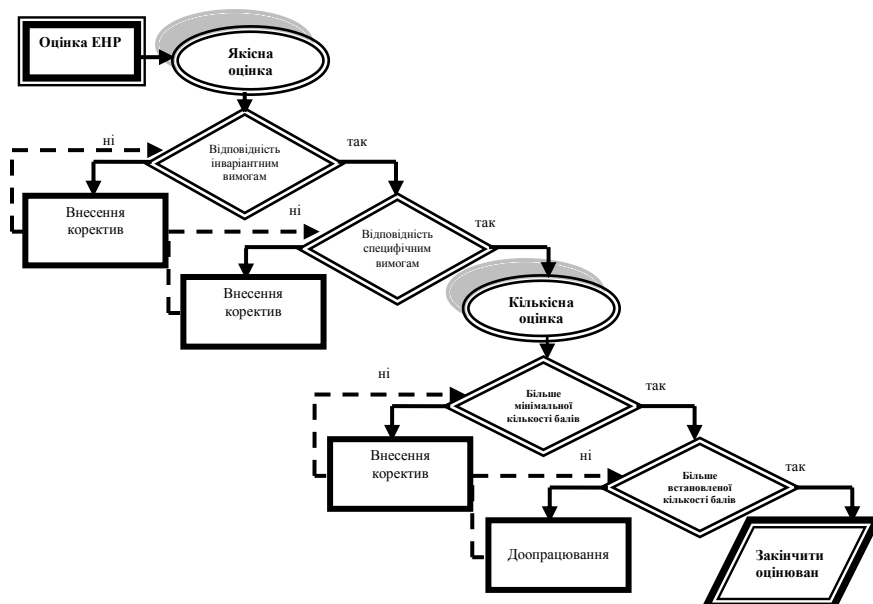 Оцінка ЕНР
Якісна
оцінка
ні
так
Відповідність
інваріантним
вимогам
Внесення
коректив
ні
так
Відповідність
специфічним
вимогам
Внесення
коректив
Кількісна
оцінка
ні
так
Більше
мінімальної
кількості балів
Внесення
коректив
ні
так
Більше
встановленої
кількості балів
Доопрацювання
Закінчити
оцінюван